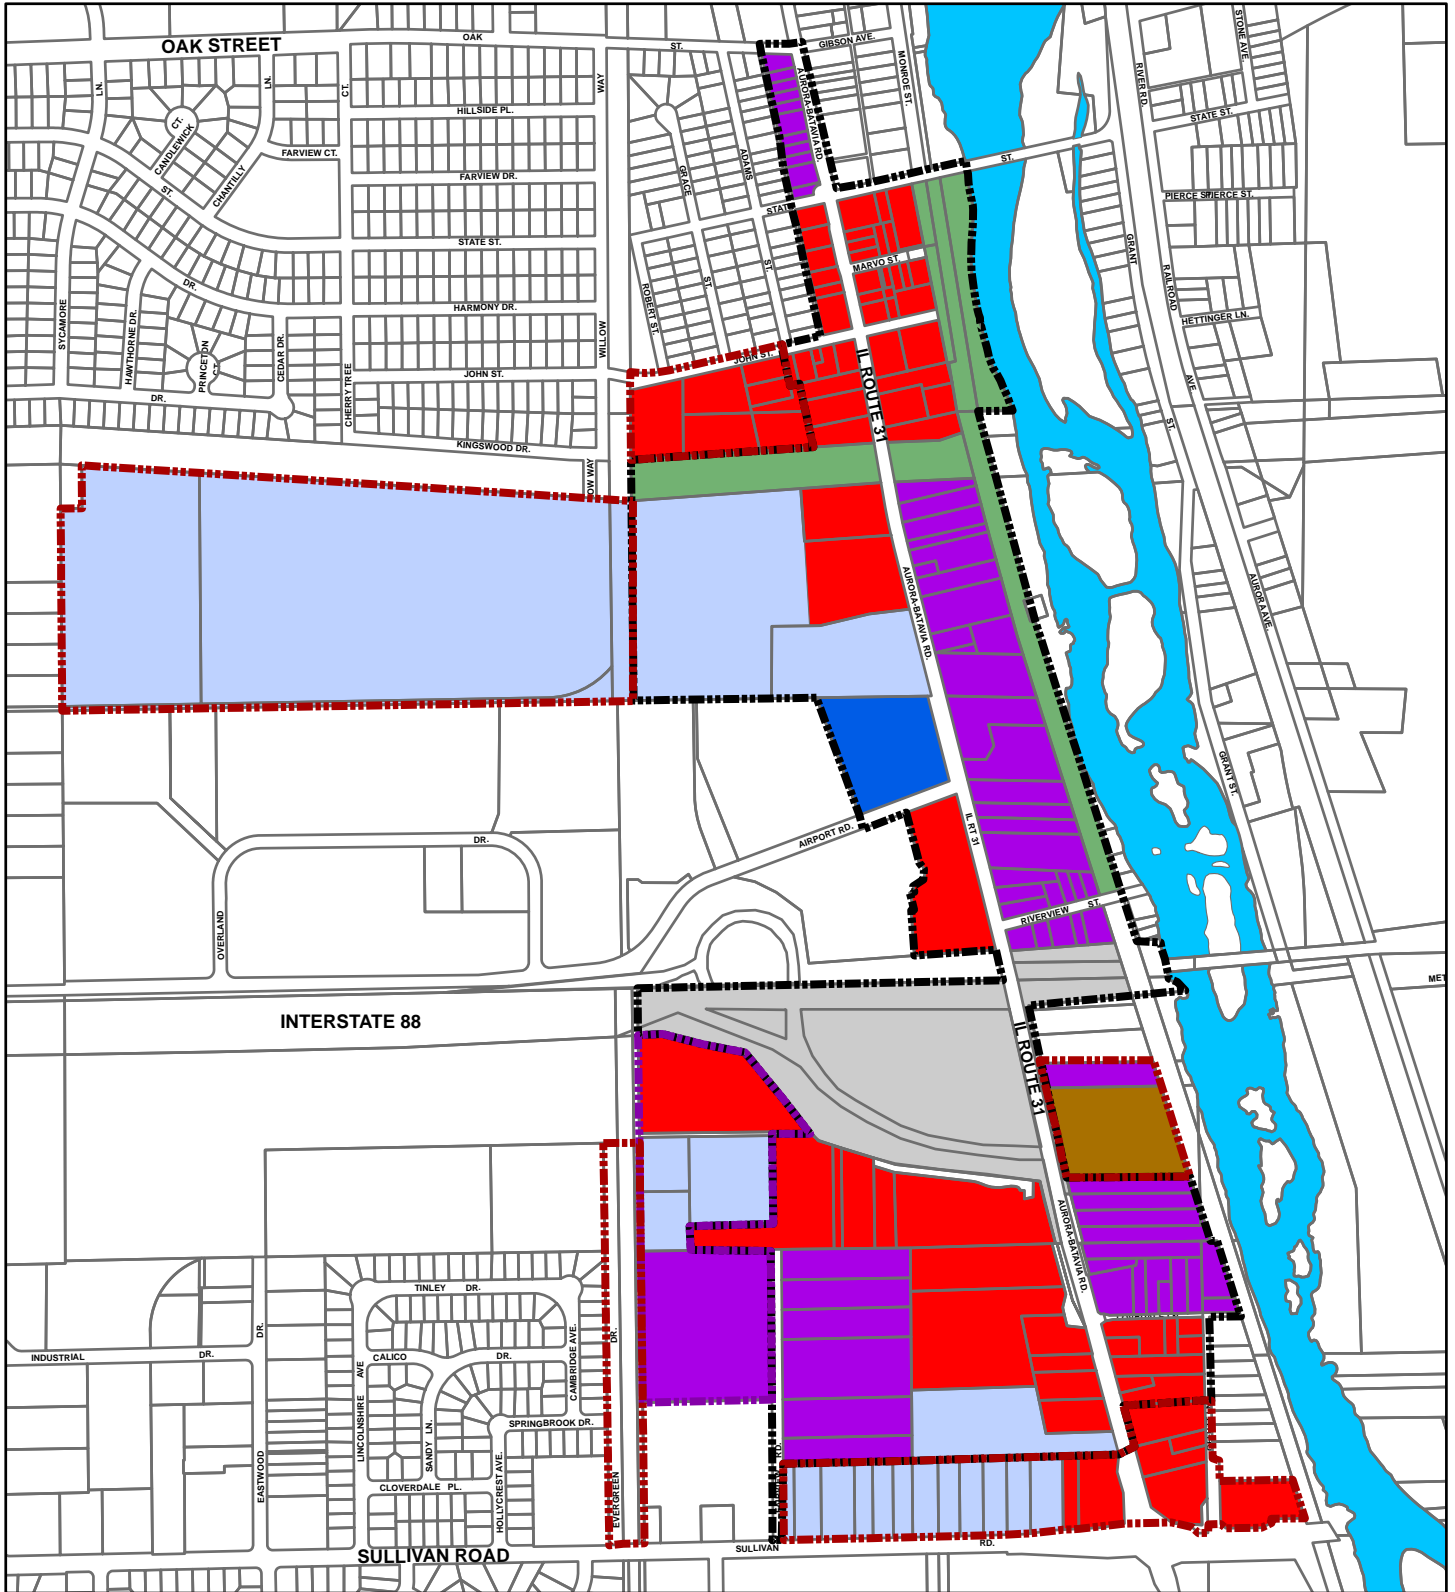 OAK STREET
OAK
ST.
GIBSON AVE.
MONROE ST.
AURORA-BATAVIA RD.
RIVER RD.
STONE AVE.
STATE ST.
LN.
LN.
CT.
WAY
CT.
CANDLEWICK
CHANTILLY
HILLSIDE PL.
FARVIEW CT.
FARVIEW DR.
ST.
ADAMS
GRACE
ST.
PIERCE ST.
PIERCE ST.
STATE ST.
ST.
ST.
MARVO ST.
GRANT
RAILROAD
DR.
SYCAMORE
HAWTHORNE DR.
PRINCETON
CT.
CEDAR DR.
HARMONY DR.
ROBERT ST.
HETTINGER LN.
WILLOW
JOHN ST.
JOHN ST.
IL ROUTE 31
AVE
ST.
DR.
CHERRY TREE
KINGSWOOD DR.
OW WAY
AURORA-BATAVIA RD.
AURORA AVE.
GRANT ST.
AIRPORT RD.
IL RT 31
DR.
OVERLAND
RIVERVIEW
ST.
MET
INTERSTATE 88
IL ROUTE 31
AURORA-BATAVIA RD.
TINLEY
DR.
DR.
DR.
CAMBRIDGE AVE.
INDUSTRIAL
DR.
CALICO
DR.
AVE
LINCOLNSHIRE
SANDY LN.
SPRINGBROOK DR.
EASTWOOD
CLOVERDALE PL.
HOLLYCREST AVE.
EVERGREEN
RD.
SULLIVAN ROAD
SULLIVAN
RD.